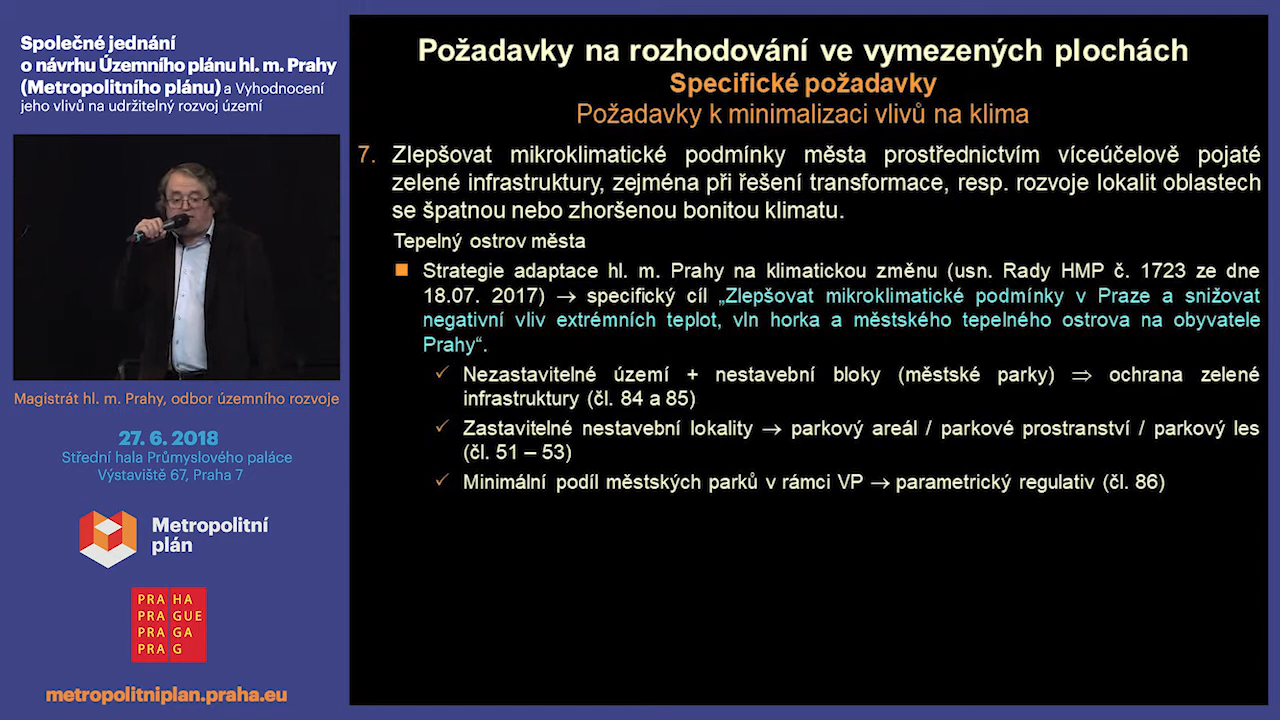 Společné jednání
o návrhu Územního plánu hl. m. Prahy
(Metropolitního plánu) a Vyhodnocení
jeho vlivů na udržitelný rozvoj území
Magistrát hl. m. Prahy, odbor územního rozvoje
27. 6. 2018
Střední hala Průmyslového paláce
Výstaviště 67, Praha 7
Metropolitní
plán
PRA HA
PRA GUE
PRA GA
PRA G
metropolitniplan.praha.eu
Požadavky na rozhodování ve vymezených plochách
Specifické požadavky
Požadavky k minimalizaci vlivů na klima
7. Zlepšovat mikroklimatické podmínky města prostřednictvím víceúčelově pojaté
zelené infrastruktury, zejména při řešení transformace, resp. rozvoje lokalit oblastech
se špatnou nebo zhoršenou bonitou klimatu.
Tepelný ostrov města
■ Strategie adaptace hl. m. Prahy na klimatickou změnu (usn. Rady HMP č. 1723 ze dne
18.07. 2017) → specifický cíl „Zlepšovat mikroklimatické podmínky v Praze a snižovat
negativní vliv extrémních teplot, vln horka a městského tepelného ostrova na obyvatele
Prahy“.
✓ Nezastavitelné území + nestavební bloky (městské parky) ⇒ ochrana zelené
infrastruktury (čl. 84 a 85)
✓ Zastavitelné nestavební lokality → parkový areál / parkové prostranství / parkový les
(čl. 51 – 53)
✓ Minimální podíl městských parků v rámci VP → parametrický regulativ (čl. 86)